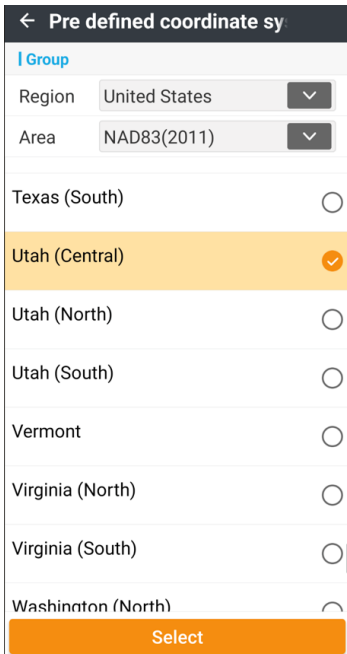 Pre defined coordinate sy
Group
Region United States
Area NAD83(2011)
Texas (South)
Utah (Central)
Utah (North)
Utah (South)
Vermont
Virginia (North)
Virginia (South)
Washington (North)
Select